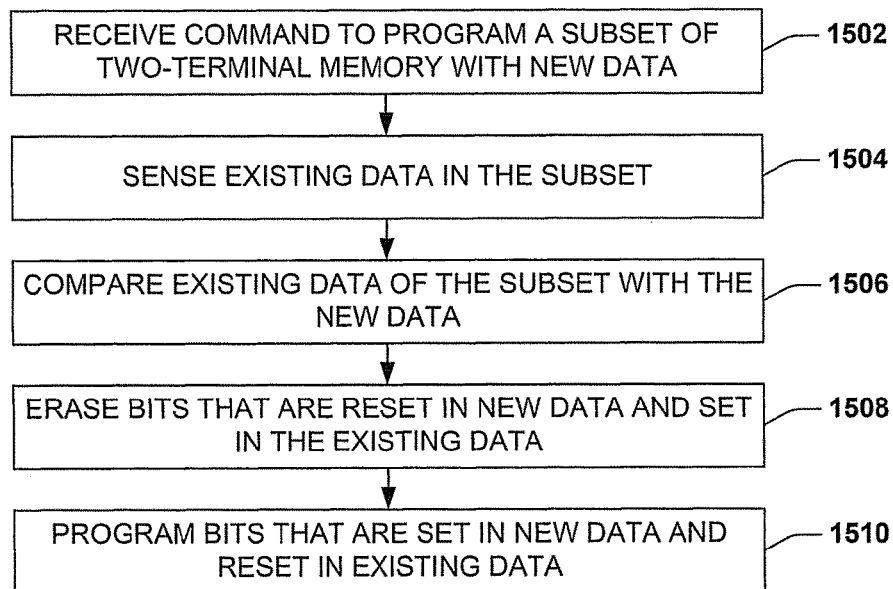 RECEIVE COMMAND TO PROGRAM A SUBSET OF
TWO-TERMINAL MEMORY WITH NEW DATA
1502
SENSE EXISTING DATA IN THE SUBSET
1504
COMPARE EXISTING DATA OF THE SUBSET WITH THE
NEW DATA
1506
ERASE BITS THAT ARE RESET IN NEW DATA AND SET
IN THE EXISTING DATA
1508
PROGRAM BITS THAT ARE SET IN NEW DATA AND
RESET IN EXISTING DATA
1510